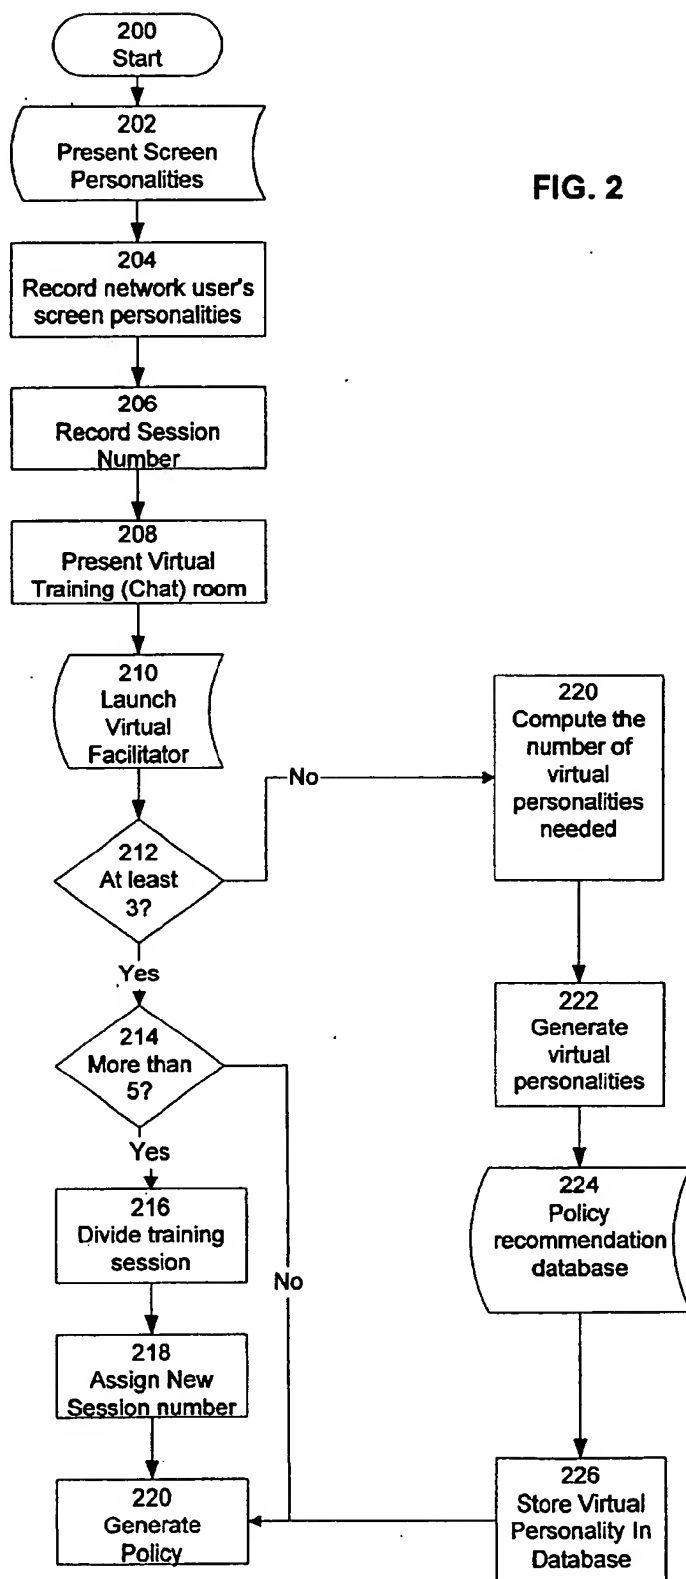 200
Start
202
Present Screen
Personalities
FIG. 2
204
Record network user's
screen personalities
206
Record Session
Number
208
Present Virtual
Training (Chat) room
210
Launch
Virtual
Facilitator
No
220
Compute the
number of
virtual
personalities
needed
212
At least
3?
Yes
214
More than
5?
222
Generate
virtual
personalities
Yes
216
Divide training
session
224
Policy
recommendation
database
No
218
Assign New
Session number
220
Generate
Policy
226
Store Virtual
Personality In
Database